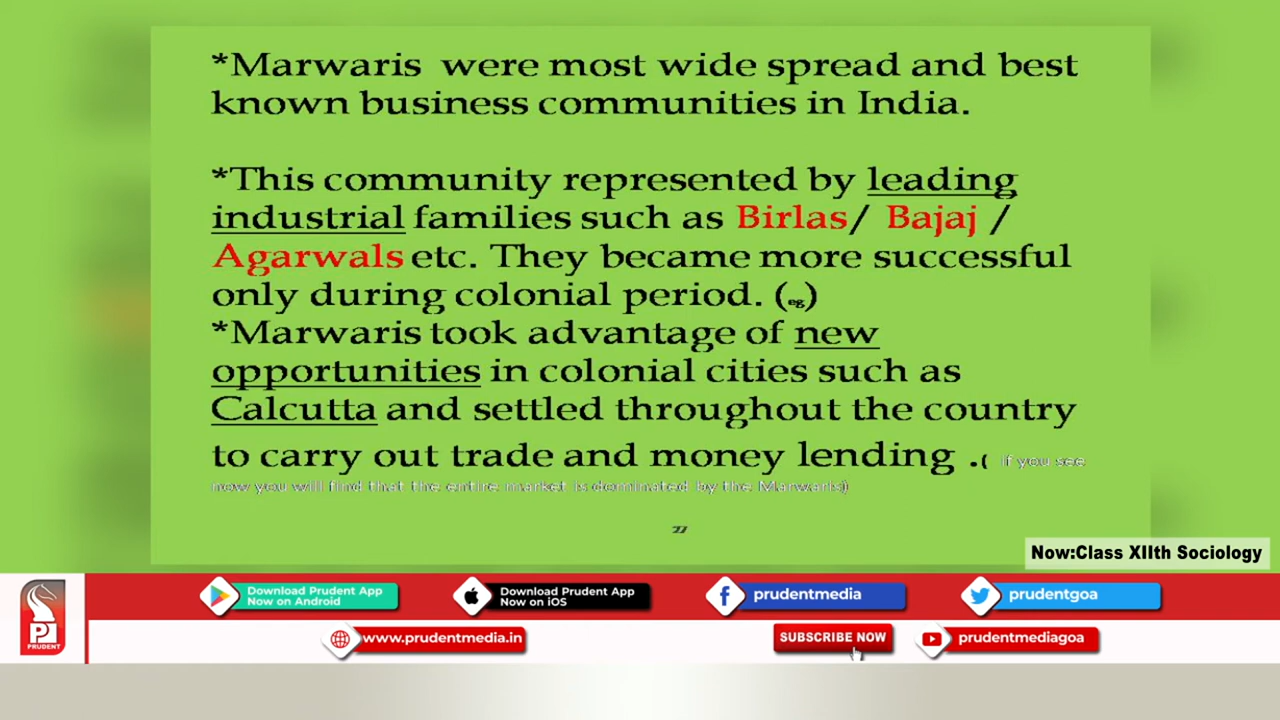 *Marwaris were most wide spread and best
known business communities in India.
*This community represented by leading
industrial families such as Birlas/ Bajaj /
Agarwals etc. They became more successful
only during colonial period. (eg)
*Marwaris took advantage of new
opportunities in colonial cities such as
Calcutta and settled throughout the country
to carry out trade and money lending .( if you see
now you will find that the entire market is dominated by the Marwaris)
27
Now:Class XIIth Sociology
Download Prudent App
Now on Android
Download Prudent App
Now on iOS
prudentmedia
prudentgoa
PRUDENT
www.prudentmedia.in
SUBSCRIBE NOW
prudentmediagoa